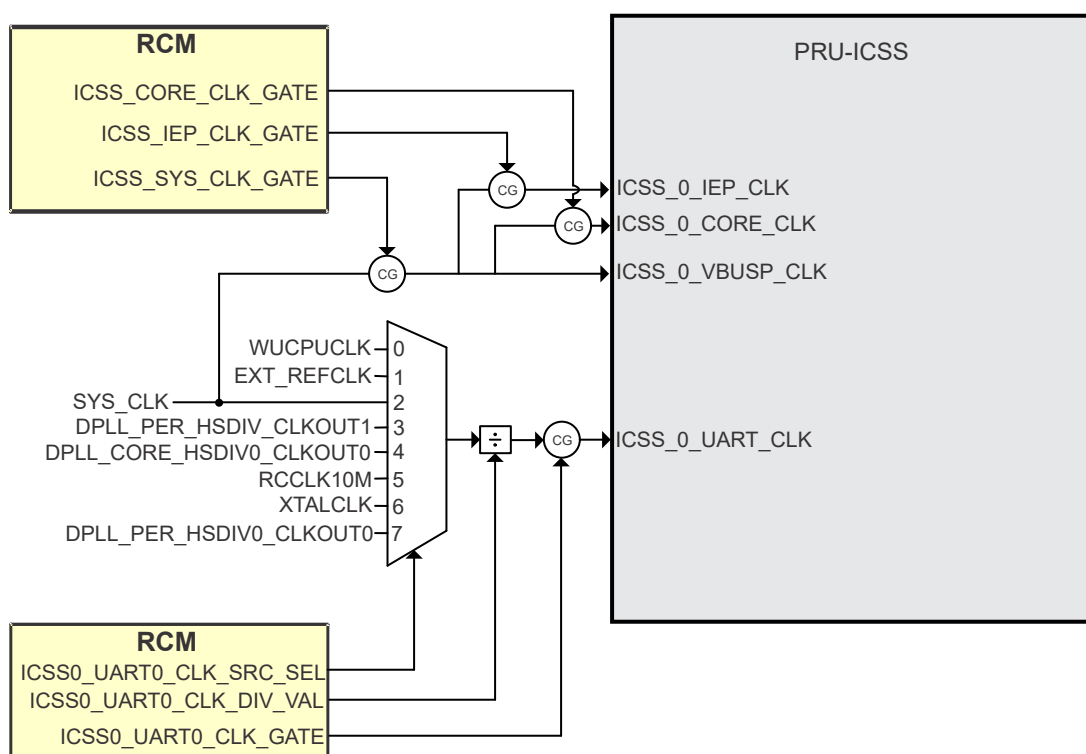 RCM
PRU-ICSS
ICSS_CORE_CLK_GATE
ICSS_IEP_CLK_GATE
ICSS_SYS_CLK_GATE
CG
ICSS_0_IEP_CLK
CG
ICSS_0_CORE_CLK
CG
ICSS_0_VBUSP_CLK
WUCPUCLK 0
EXT_REFCLK 1
SYS_CLK 2
DPLL_PER_HSDIV_CLKOUT1 3
DPLL_CORE_HSDIV0_CLKOUT0 4
RCCLK10M 5
XTALCLK 6
DPLL_PER_HSDIV0_CLKOUT0 7
÷
CG
ICSS_0_UART_CLK
RCM
ICSS0_UART0_CLK_SRC_SEL
ICSS0_UART0_CLK_DIV_VAL
ICSS0_UART0_CLK_GATE